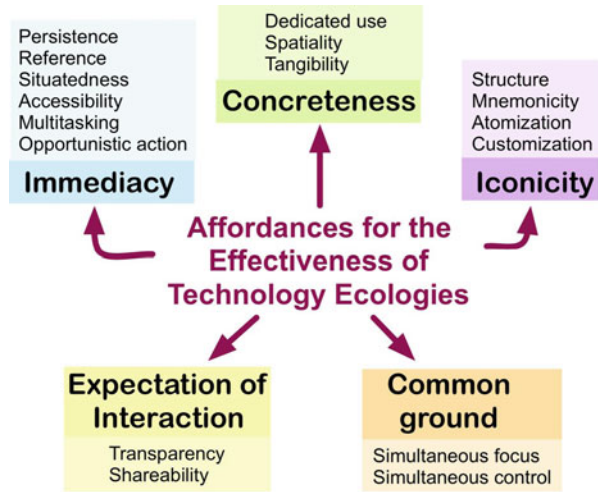 Persistence
Reference
Situatedness
Accessibility
Multitasking
Opportunistic action
Immediacy
Dedicated use
Spatiality
Tangibility
Concreteness
Structure
Mnemonicity
Atomization
Customization
Iconicity
Affordances for the
Effectiveness of
Technology Ecologies
Expectation of
Interaction
Transparency
Shareability
Common
ground
Simultaneous focus
Simultaneous control